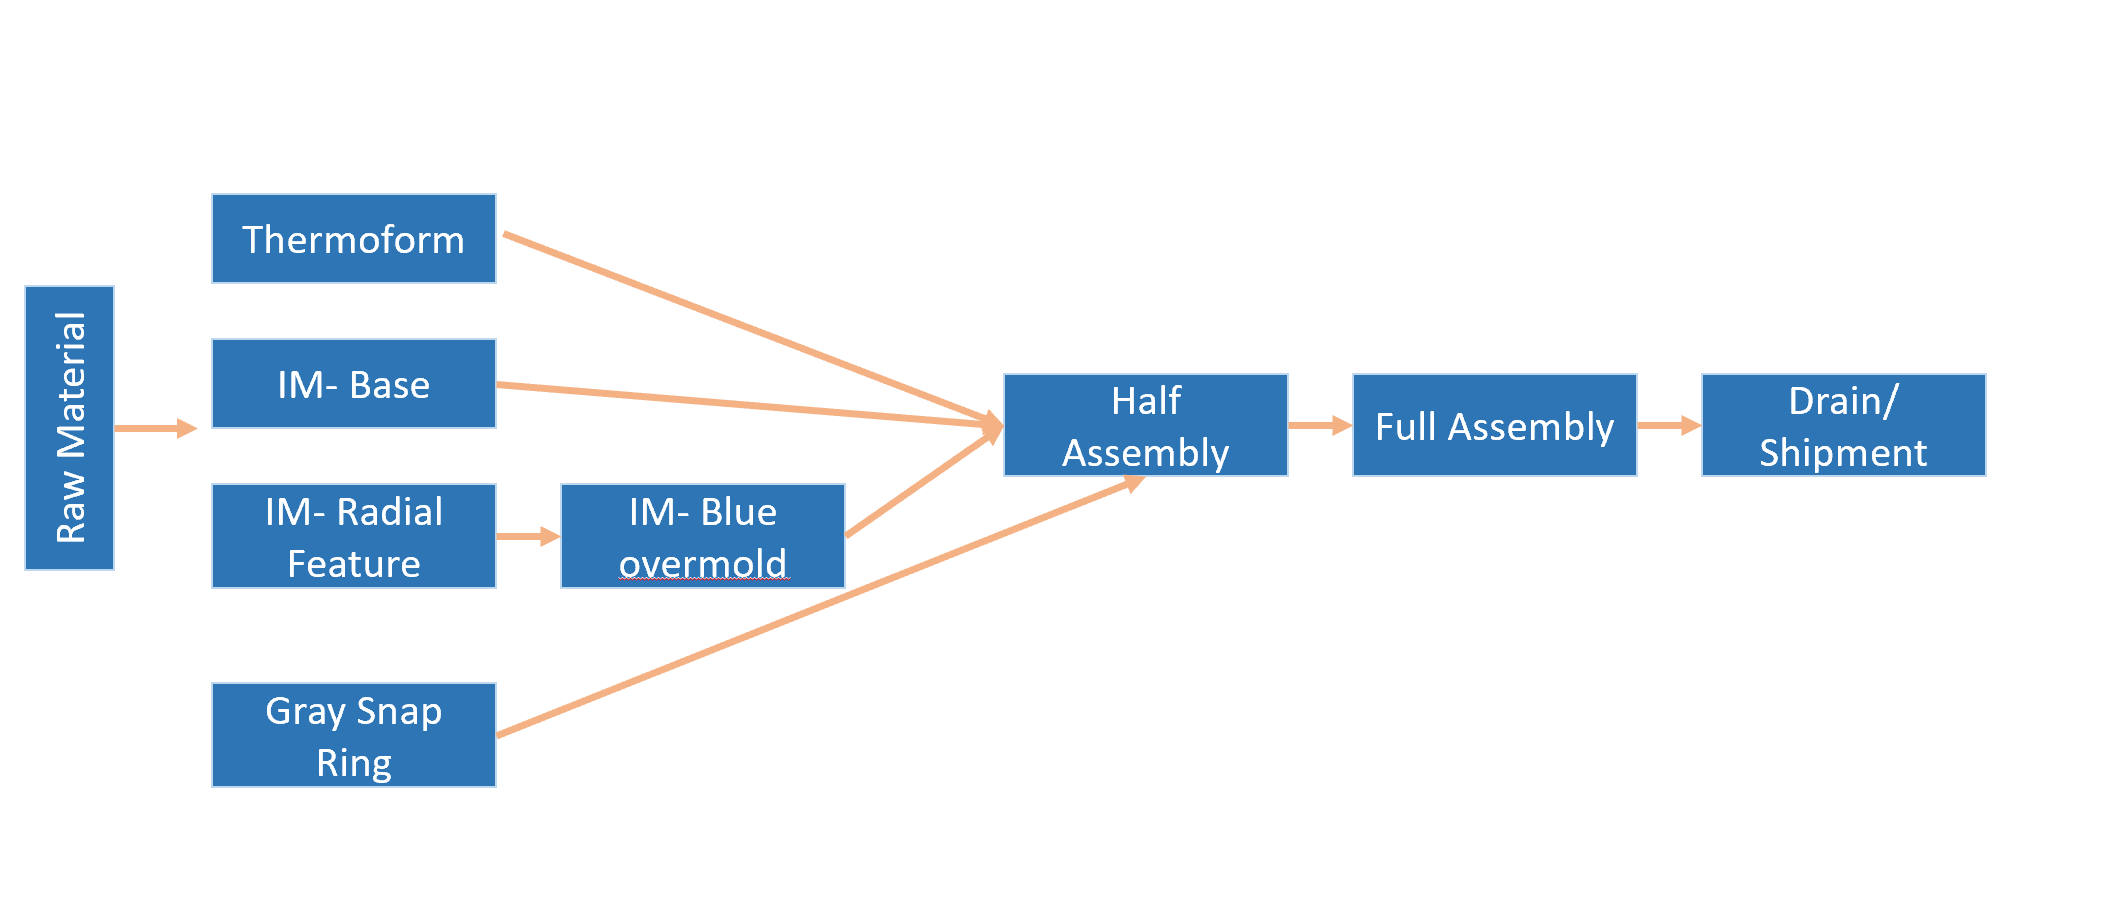 Raw Material
Thermoform
IM- Base
IM- Radial
Feature
IM- Blue
overmold
Gray Snap
Ring
Half
Assembly
Full Assembly
Drain/
Shipment